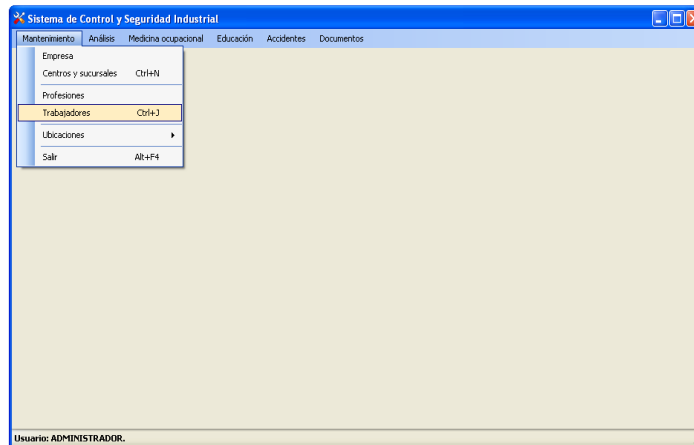 Sistema de Control y Seguridad Industrial
Mantenimiento Análisis Medicina ocupacional Educación Accidentes Documentos
Empresa
Centros y sucursales Ctrl+N
Profesiones
Trabajadores Ctrl+J
Ubicaciones
Salir Alt+F4
Usuario: ADMINISTRADOR.